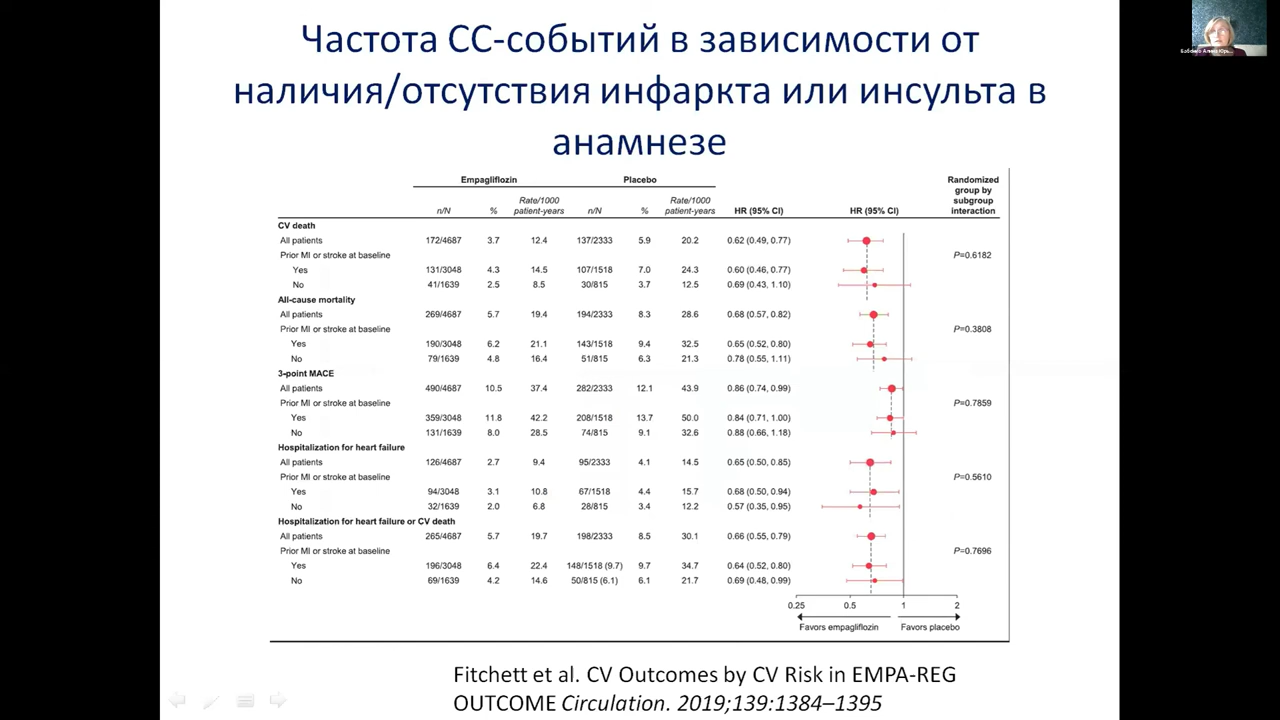 Частота СС-событий в зависимости от
наличия/отсутствия инфаркта или инсульта в
анамнезе
Empagliflozin Placebo Randomized
group by
subgroup
interaction
n/N % Rate/1000
patient-years n/N % Rate/1000
patient-years HR (95% CI) HR (95% CI)
CV death
All patients 172/4687 3.7 12.4 137/2333 5.9 20.2 0.62 (0.49, 0.77)
Prior MI or stroke at baseline P=0.6182
Yes 131/3048 4.3 14.5 107/1518 7.0 24.3 0.60 (0.46, 0.77)
No 41/1639 2.5 8.5 30/815 3.7 12.5 0.69 (0.43, 1.10)
All-cause mortality
All patients 269/4687 5.7 19.4 194/2333 8.3 28.6 0.68 (0.57, 0.82)
Prior MI or stroke at baseline P=0.3808
Yes 190/3048 6.2 21.1 143/1518 9.4 32.5 0.65 (0.52, 0.80)
No 79/1639 4.8 16.4 51/815 6.3 21.3 0.78 (0.55, 1.11)
3-point MACE
All patients 490/4687 10.5 37.4 282/2333 12.1 43.9 0.86 (0.74, 0.99)
Prior MI or stroke at baseline P=0.7859
Yes 359/3048 11.8 42.2 208/1518 13.7 50.0 0.84 (0.71, 1.00)
No 131/1639 8.0 28.5 74/815 9.1 32.6 0.88 (0.66, 1.18)
Hospitalization for heart failure
All patients 126/4687 2.7 9.4 95/2333 4.1 14.5 0.65 (0.50, 0.85)
Prior MI or stroke at baseline P=0.5610
Yes 94/3048 3.1 10.8 67/1518 4.4 15.7 0.68 (0.50, 0.94)
No 32/1639 2.0 6.8 28/815 3.4 12.2 0.57 (0.35, 0.95)
Hospitalization for heart failure or CV death
All patients 265/4687 5.7 19.7 198/2333 8.5 30.1 0.66 (0.55, 0.79)
Prior MI or stroke at baseline P=0.7696
Yes 196/3048 6.4 22.4 148/1518 (9.7) 9.7 34.7 0.64 (0.52, 0.80)
No 69/1639 4.2 14.6 50/815 (6.1) 6.1 21.7 0.69 (0.48, 0.99)
0.25 0.5 1 2
Favors empagliflozin Favors placebo
Fitchett et al. CV Outcomes by CV Risk in EMPA-REG
OUTCOME Circulation. 2019;139:1384–1395